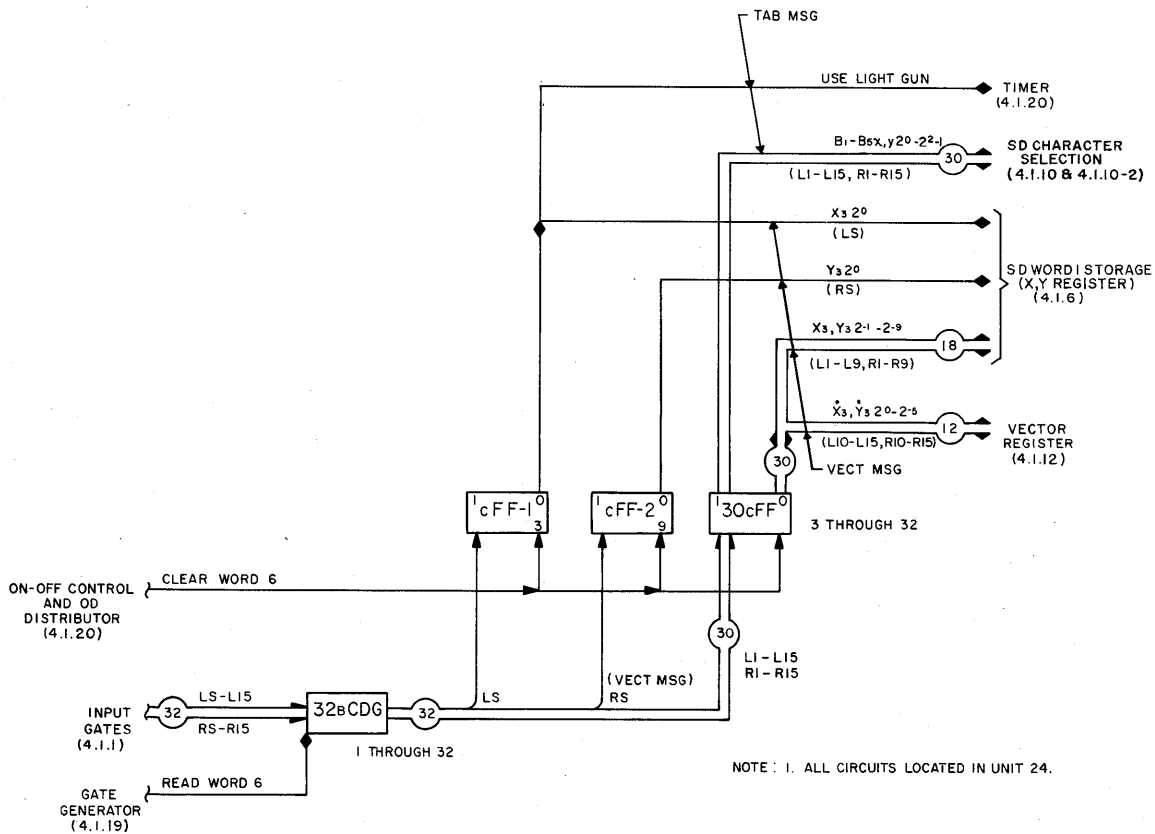 TAB MSG
USE LIGHT GUN
TIMER
(4.1.20)
B1-B5X, y2⁰-2²-1
30
(L1-L15, R1-R15)
SD CHARACTER
SELECTION
(4.1.10 & 4.1.10-2)
X3 2⁰
(LS)
Y3 2⁰
(RS)
SD WORD I STORAGE
(X,Y REGISTER)
(4.1.6)
X3, Y3 2-1 -2-9
18
(L1-L9, R1-R9)
Ẋ3, Ẏ3 2⁰-2-5
12
(L10-L15, R10-R15)
VECTOR
REGISTER
(4.1.12)
30
VECT MSG
1 cFF-1 0
3
1 cFF-2 0
9
1 30cFF 0
3 THROUGH 32
CLEAR WORD 6
ON-OFF CONTROL
AND OD
DISTRIBUTOR
(4.1.20)
30
L1-L15
R1-R15
LS-L15
32
RS-R15
INPUT
GATES
(4.1.1)
32BCDG
32
LS
(VECT MSG)
RS
1 THROUGH 32
READ WORD 6
GATE
GENERATOR
(4.1.19)
NOTE: 1. ALL CIRCUITS LOCATED IN UNIT 24.